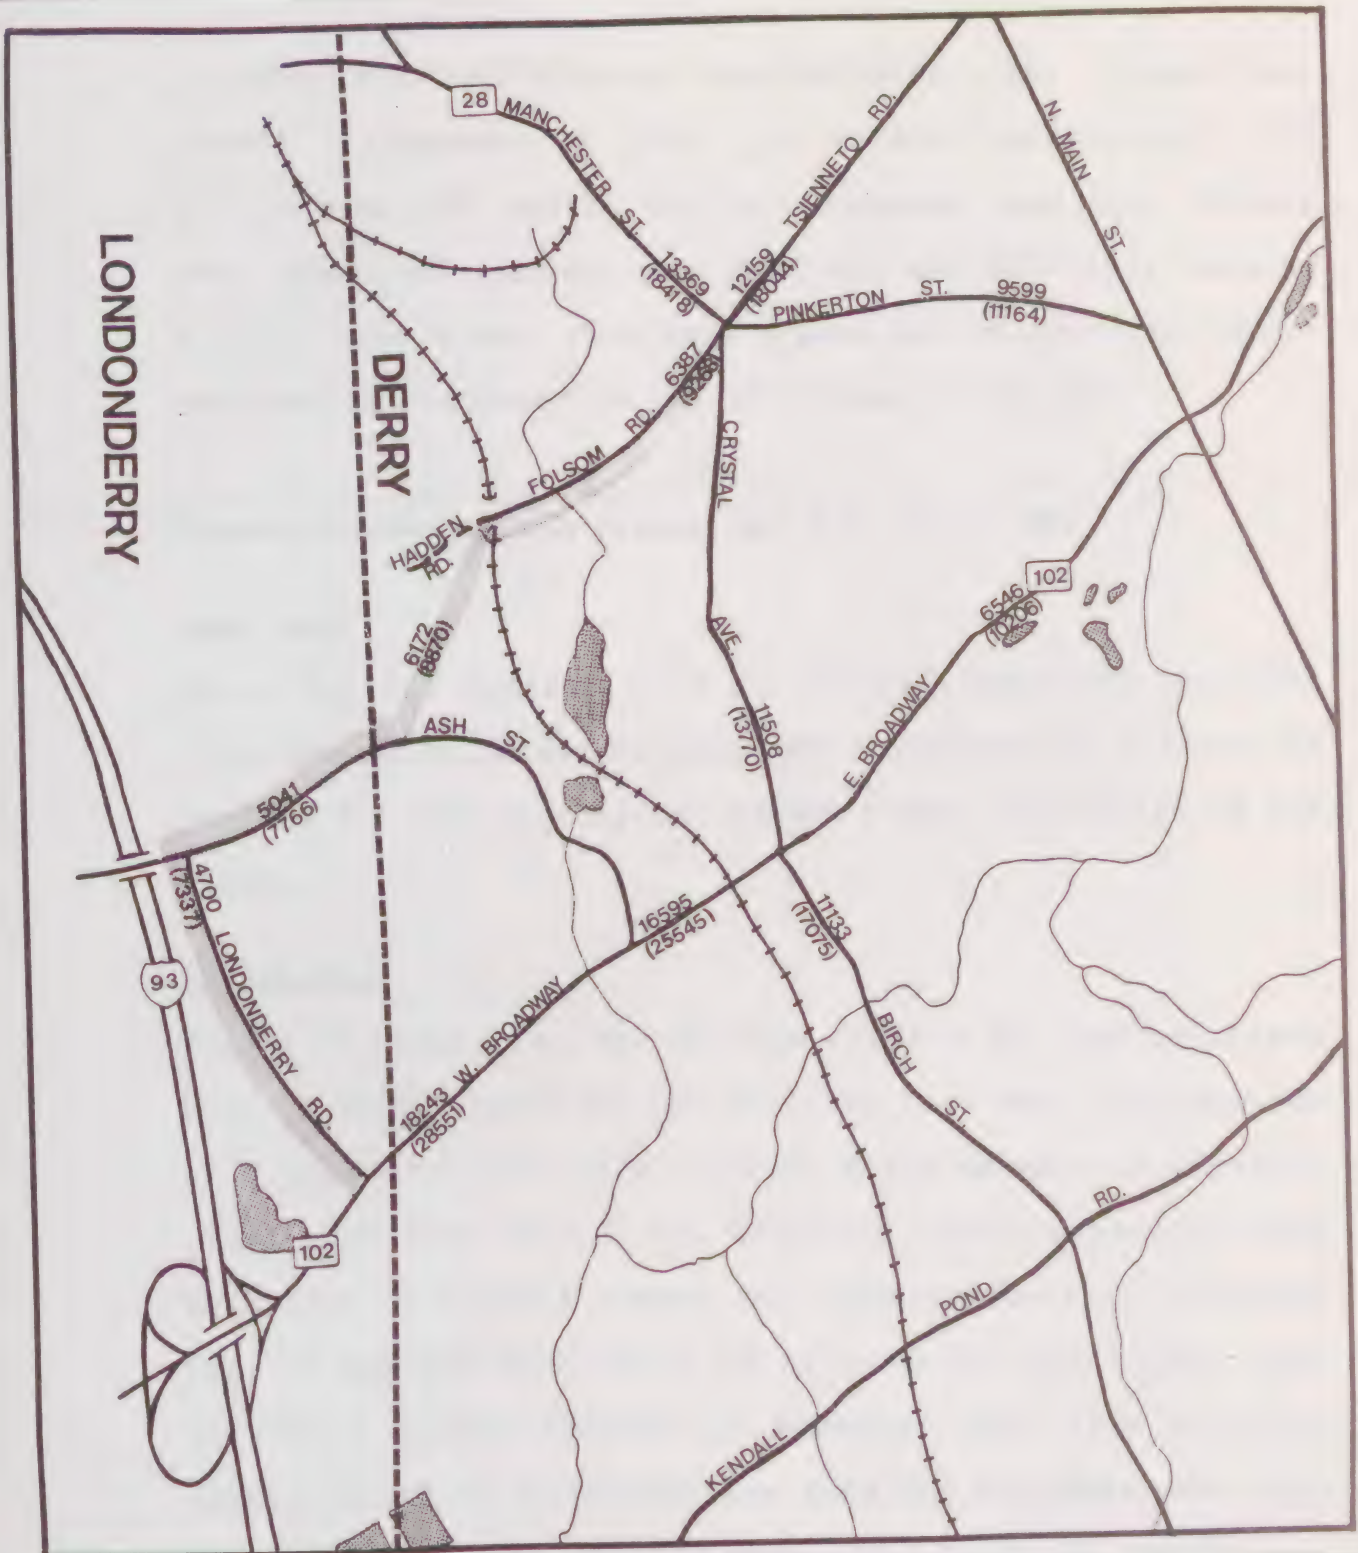 28
MANCHESTER ST.
13369
(18418)
TSIENNETO RD.
12159
(18044)
N. MAIN ST.
PINKERTON ST.
9599
(11164)
LONDONDERRY
DERRY
6387
(9268)
FOLSOM RD.
HADDEN RD.
CRYSTAL AVE.
102
6546
(10206)
6172
(8870)
ASH ST.
11508
(13770)
E. BROADWAY
5041
(7766)
4700
(7337)
LONDONDERRY RD.
93
16595
(25545)
11133
(17075)
W. BROADWAY
18243
(28551)
BIRCH ST.
102
KENDALL POND RD.